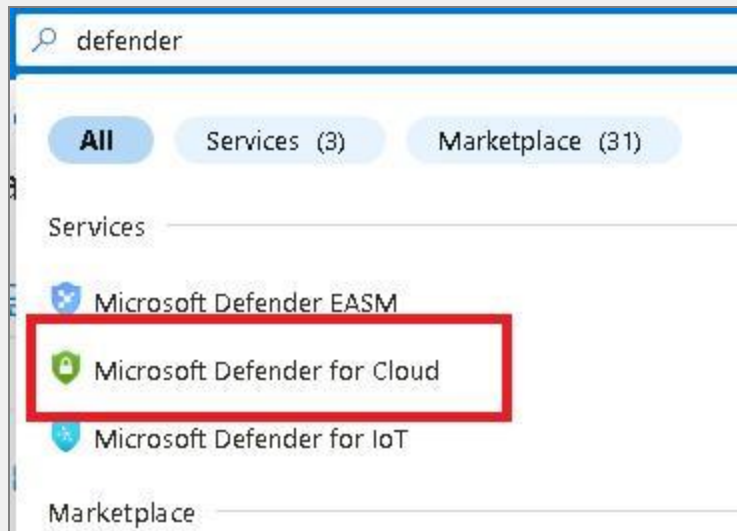 defender
All Services (3) Marketplace (31)
Services
Microsoft Defender EASM
Microsoft Defender for Cloud
Microsoft Defender for IoT
Marketplace